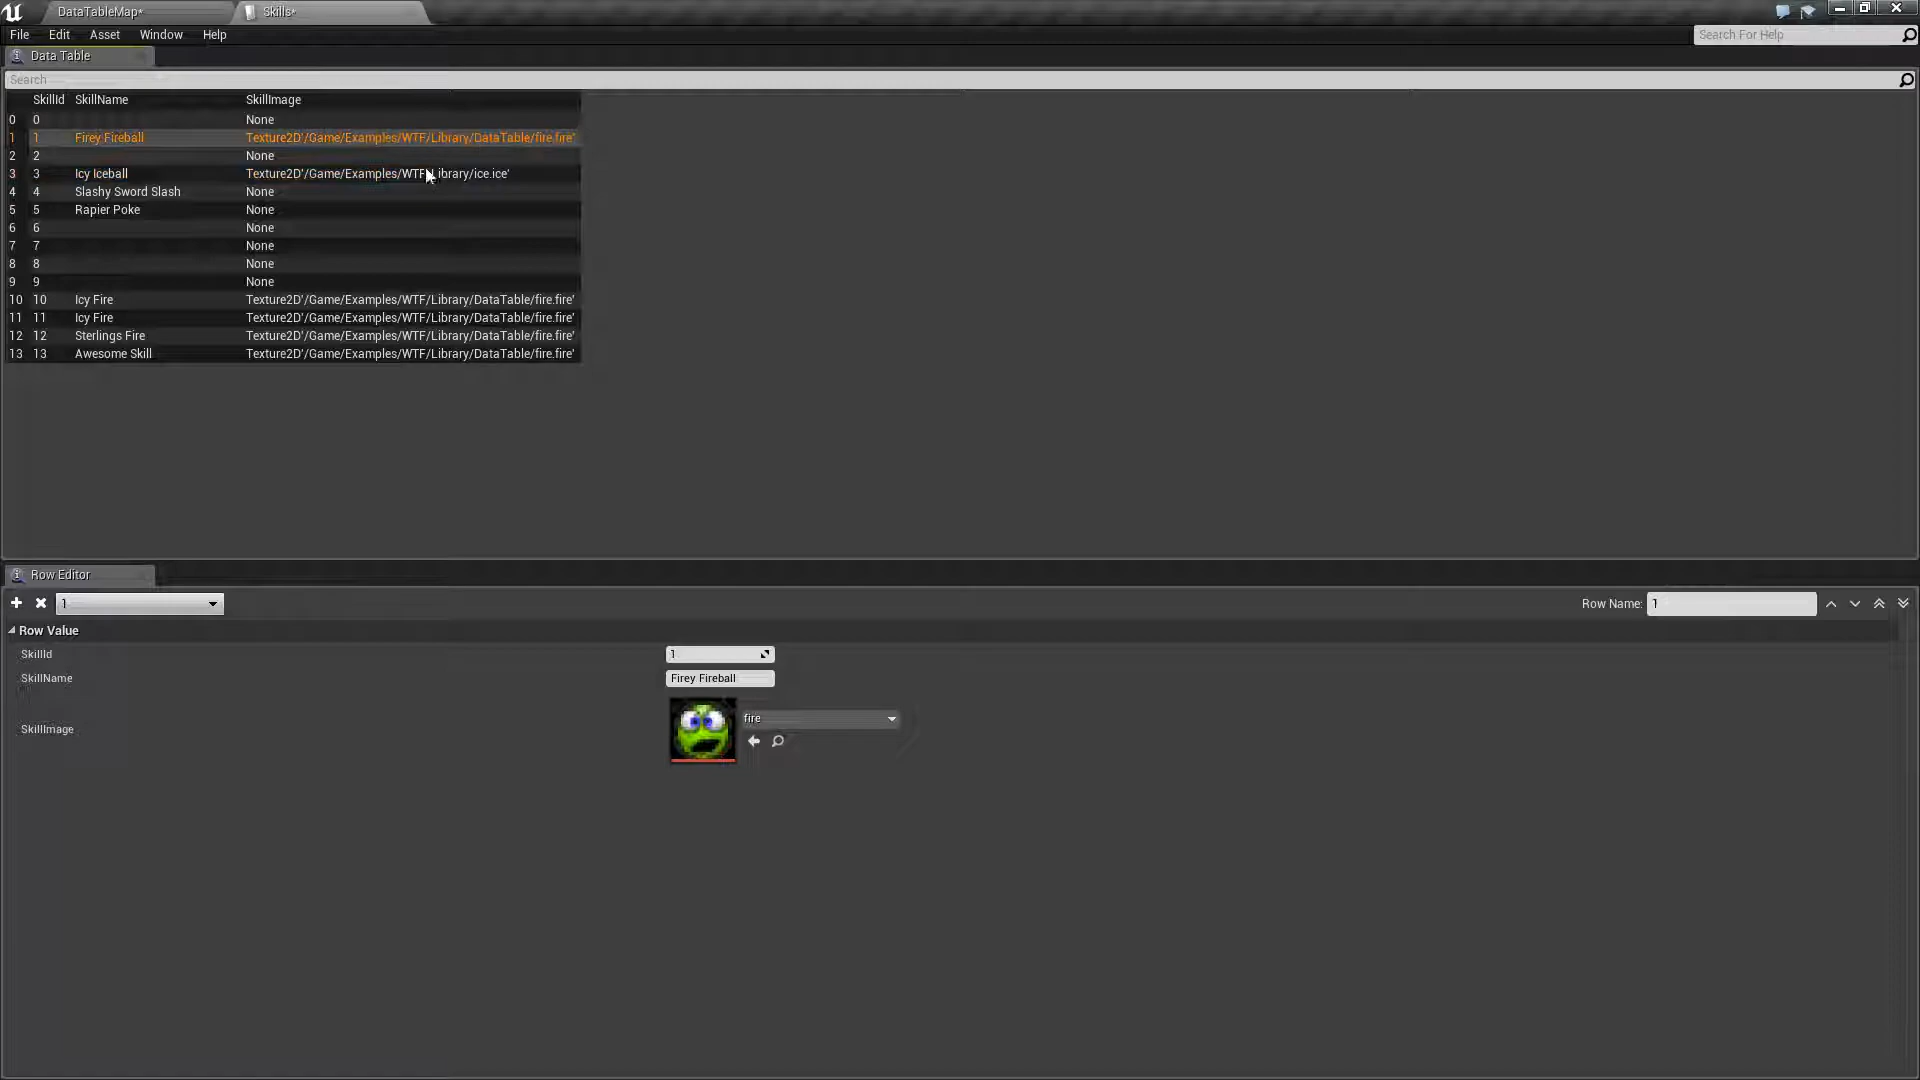 DataTableMap* Skills*
File Edit Asset Window Help Search For Help
Data Table
Search
SkillId SkillName SkillImage
0 0 None
1 1 Firey Fireball Texture2D'/Game/Examples/WTF/Library/DataTable/fire.fire'
2 2 None
3 3 Icy Iceball Texture2D'/Game/Examples/WTF/Library/ice.ice'
4 4 Slashy Sword Slash None
5 5 Rapier Poke None
6 6 None
7 7 None
8 8 None
9 9 None
10 10 Icy Fire Texture2D'/Game/Examples/WTF/Library/DataTable/fire.fire'
11 11 Icy Fire Texture2D'/Game/Examples/WTF/Library/DataTable/fire.fire'
12 12 Sterlings Fire Texture2D'/Game/Examples/WTF/Library/DataTable/fire.fire'
13 13 Awesome Skill Texture2D'/Game/Examples/WTF/Library/DataTable/fire.fire'
Row Editor
1 Row Name: 1
Row Value
SkillId 1
SkillName Firey Fireball
SkillImage fire